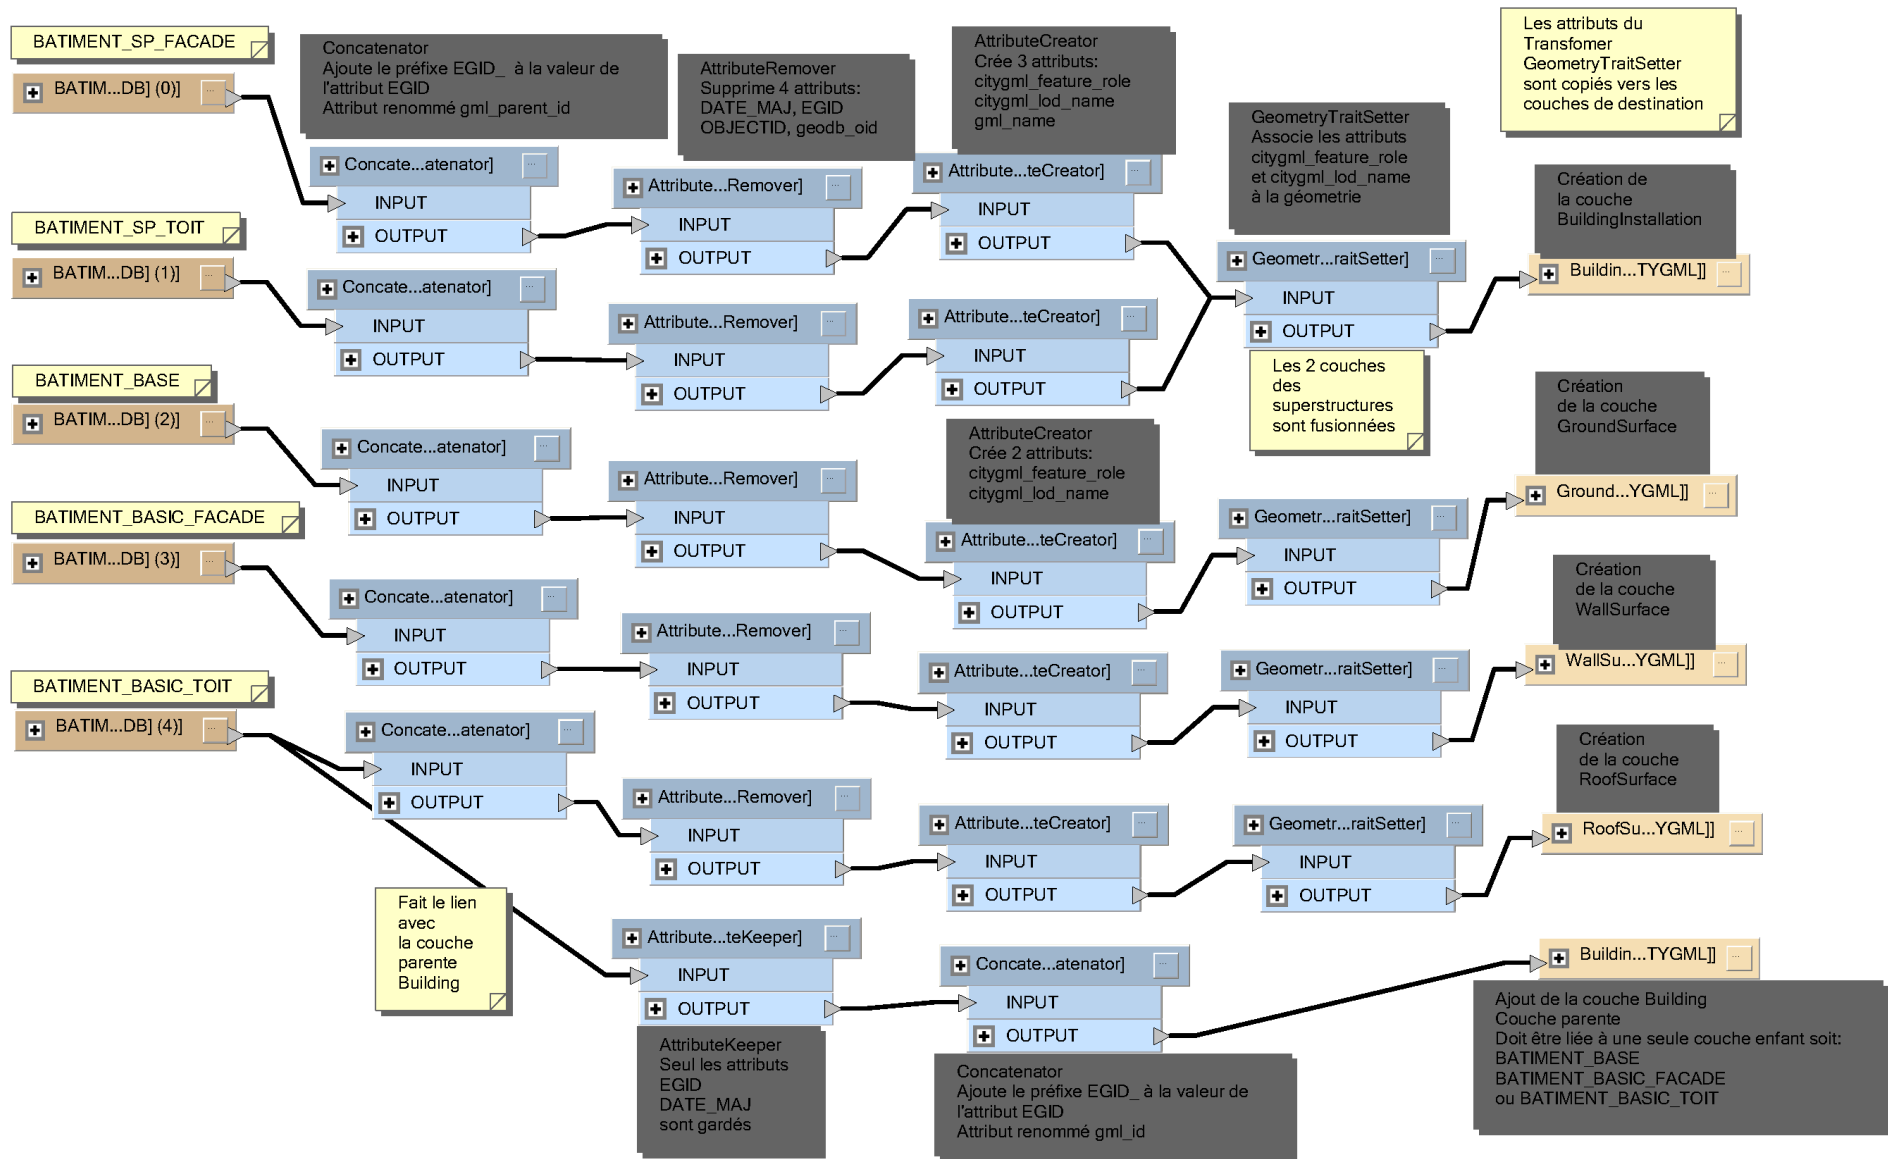 BATIMENT_SP_FACADE
BATIM...DB] (0)]
Concatenator
Ajoute le préfixe EGID_ à la valeur de
l'attribut EGID
Attribut renommé gml_parent_id
AttributeRemover
Supprime 4 attributs:
DATE_MAJ, EGID
OBJECTID, geodb_oid
AttributeCreator
Crée 3 attributs:
citygml_feature_role
citygml_lod_name
gml_name
GeometryTraitSetter
Associe les attributs
citygml_feature_role
et citygml_lod_name
à la géometrie
Les attributs du
Transfomer
GeometryTraitSetter
sont copiés vers les
couches de destination
Concate...atenator]
INPUT
OUTPUT
Attribute...Remover]
INPUT
OUTPUT
Attribute...teCreator]
INPUT
OUTPUT
Geometr...raitSetter]
INPUT
OUTPUT
Création de
la couche
BuildingInstallation
Buildin...TYGML]]
BATIMENT_SP_TOIT
BATIM...DB] (1)]
Concate...atenator]
INPUT
OUTPUT
Attribute...Remover]
INPUT
OUTPUT
Attribute...teCreator]
INPUT
OUTPUT
Les 2 couches
des
superstructures
sont fusionnées
BATIMENT_BASE
BATIM...DB] (2)]
Concate...atenator]
INPUT
OUTPUT
Attribute...Remover]
INPUT
OUTPUT
AttributeCreator
Crée 2 attributs:
citygml_feature_role
citygml_lod_name
Attribute...teCreator]
INPUT
OUTPUT
Geometr...raitSetter]
INPUT
OUTPUT
Création
de la couche
GroundSurface
Ground...YGML]]
BATIMENT_BASIC_FACADE
BATIM...DB] (3)]
Concate...atenator]
INPUT
OUTPUT
Attribute...Remover]
INPUT
OUTPUT
Attribute...teCreator]
INPUT
OUTPUT
Geometr...raitSetter]
INPUT
OUTPUT
Création
de la couche
WallSurface
WallSu...YGML]]
BATIMENT_BASIC_TOIT
BATIM...DB] (4)]
Concate...atenator]
INPUT
OUTPUT
Attribute...Remover]
INPUT
OUTPUT
Attribute...teCreator]
INPUT
OUTPUT
Geometr...raitSetter]
INPUT
OUTPUT
Création
de la couche
RoofSurface
RoofSu...YGML]]
Fait le lien
avec
la couche
parente
Building
Attribute...teKeeper]
INPUT
OUTPUT
AttributeKeeper
Seul les attributs
EGID
DATE_MAJ
sont gardés
Concate...atenator]
INPUT
OUTPUT
Concatenator
Ajoute le préfixe EGID_ à la valeur de
l'attribut EGID
Attribut renommé gml_id
Buildin...TYGML]]
Ajout de la couche Building
Couche parente
Doit être liée à une seule couche enfant soit:
BATIMENT_BASE
BATIMENT_BASIC_FACADE
ou BATIMENT_BASIC_TOIT